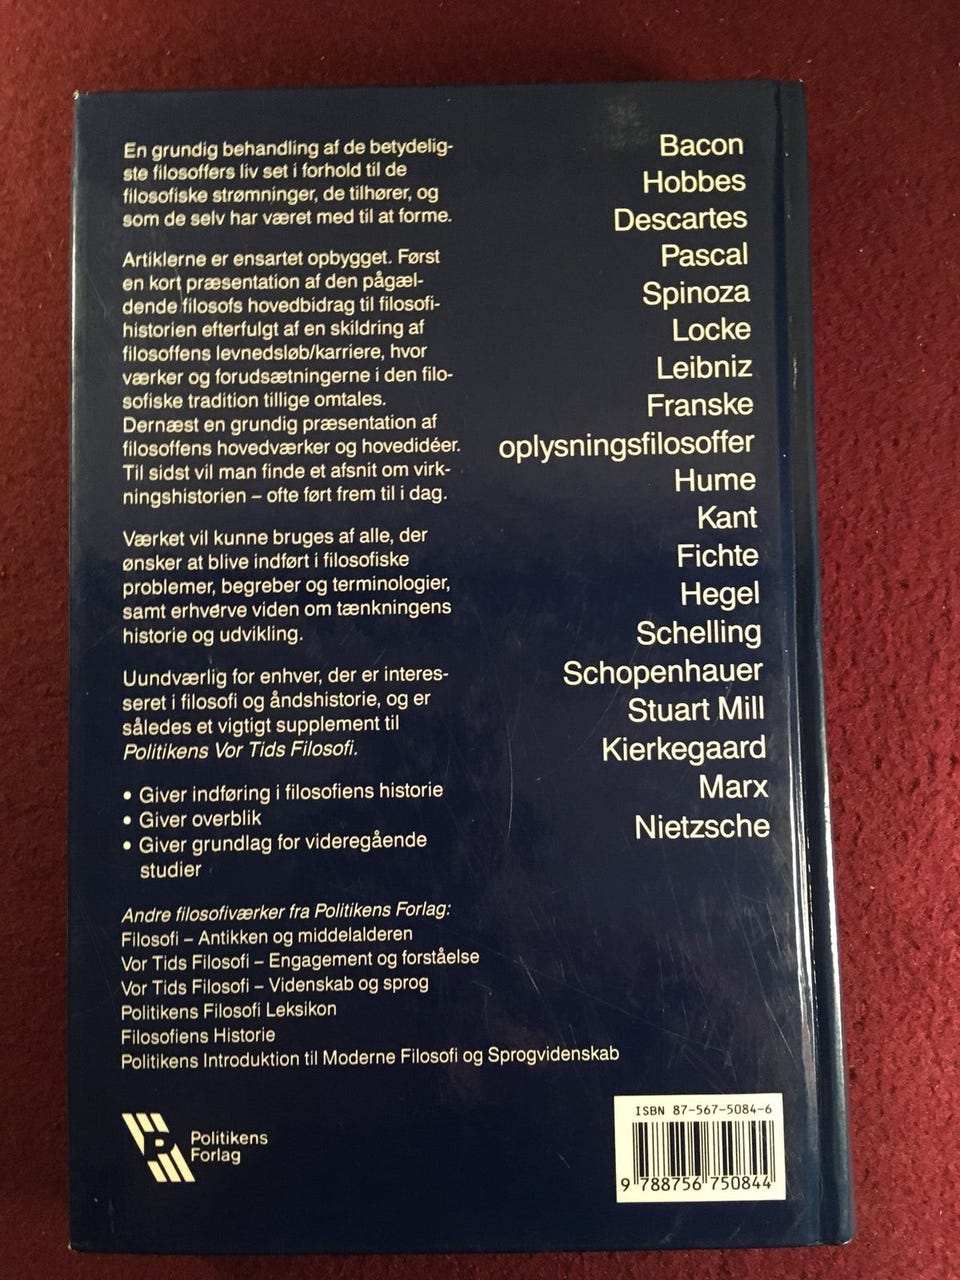 En grundig behandling af de betydelig-
ste filosoffers liv set i forhold til de
filosofiske strømninger, de tilhører, og
som de selv har været med til at forme.
Artiklerne er ensartet opbygget. Først
en kort præsentation af den pågæl-
dende filosofs hovedbidrag til filosofi-
historien efterfulgt af en skildring af
filosoffens levnedsløb/karriere, hvor
værker og forudsætningerne i den filo-
sofiske tradition tillige omtales.
Dernæst en grundig præsentation af
filosoffens hovedværker og hovedidéer.
Til sidst vil man finde et afsnit om virk-
ningshistorien – ofte ført frem til i dag.
Værket vil kunne bruges af alle, der
ønsker at blive indført i filosofiske
problemer, begreber og terminologier,
samt erhverve viden om tænkningens
historie og udvikling.
Uundværlig for enhver, der er interes-
seret i filosofi og åndshistorie, og er
således et vigtigt supplement til
Politikens Vor Tids Filosofi.
• Giver indføring i filosofiens historie
• Giver overblik
• Giver grundlag for videregående
studier
Andre filosofiværker fra Politikens Forlag:
Filosofi – Antikken og middelalderen
Vor Tids Filosofi – Engagement og forståelse
Vor Tids Filosofi – Videnskab og sprog
Politikens Filosofi Leksikon
Filosofiens Historie
Politikens Introduktion til Moderne Filosofi og Sprogvidenskab
Politikens
Forlag
Bacon
Hobbes
Descartes
Pascal
Spinoza
Locke
Leibniz
Franske
oplysningsfilosoffer
Hume
Kant
Fichte
Hegel
Schelling
Schopenhauer
Stuart Mill
Kierkegaard
Marx
Nietzsche
ISBN 87-567-5084-6
9 788756 750844